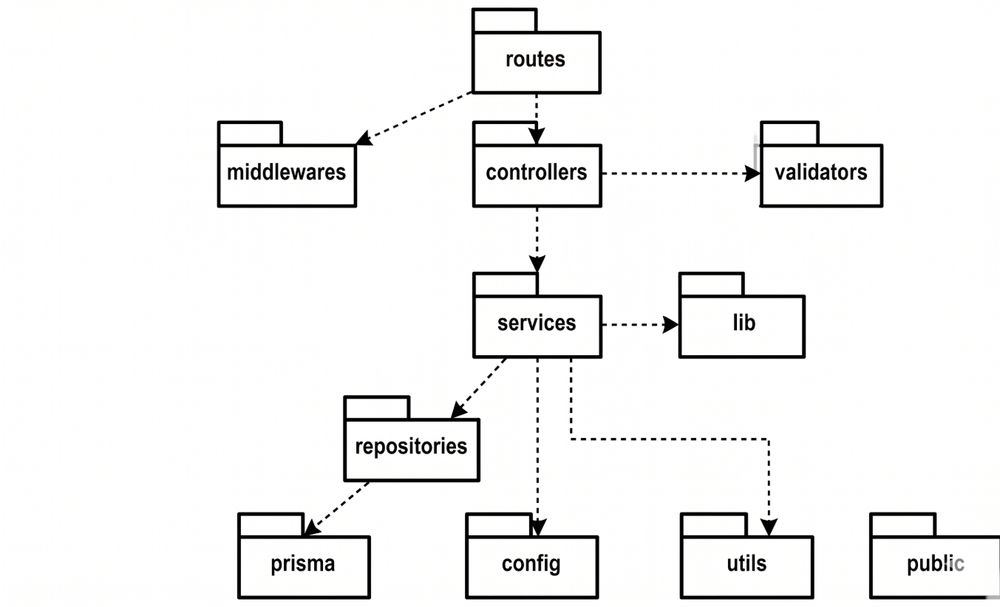 routes
middlewares
controllers
validators
services
lib
repositories
prisma
config
utils
public